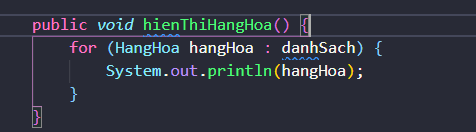 public void hienThiHangHoa() {
    for (HangHoa hangHoa : danhSach) {
        System.out.println(hangHoa);
    }
}